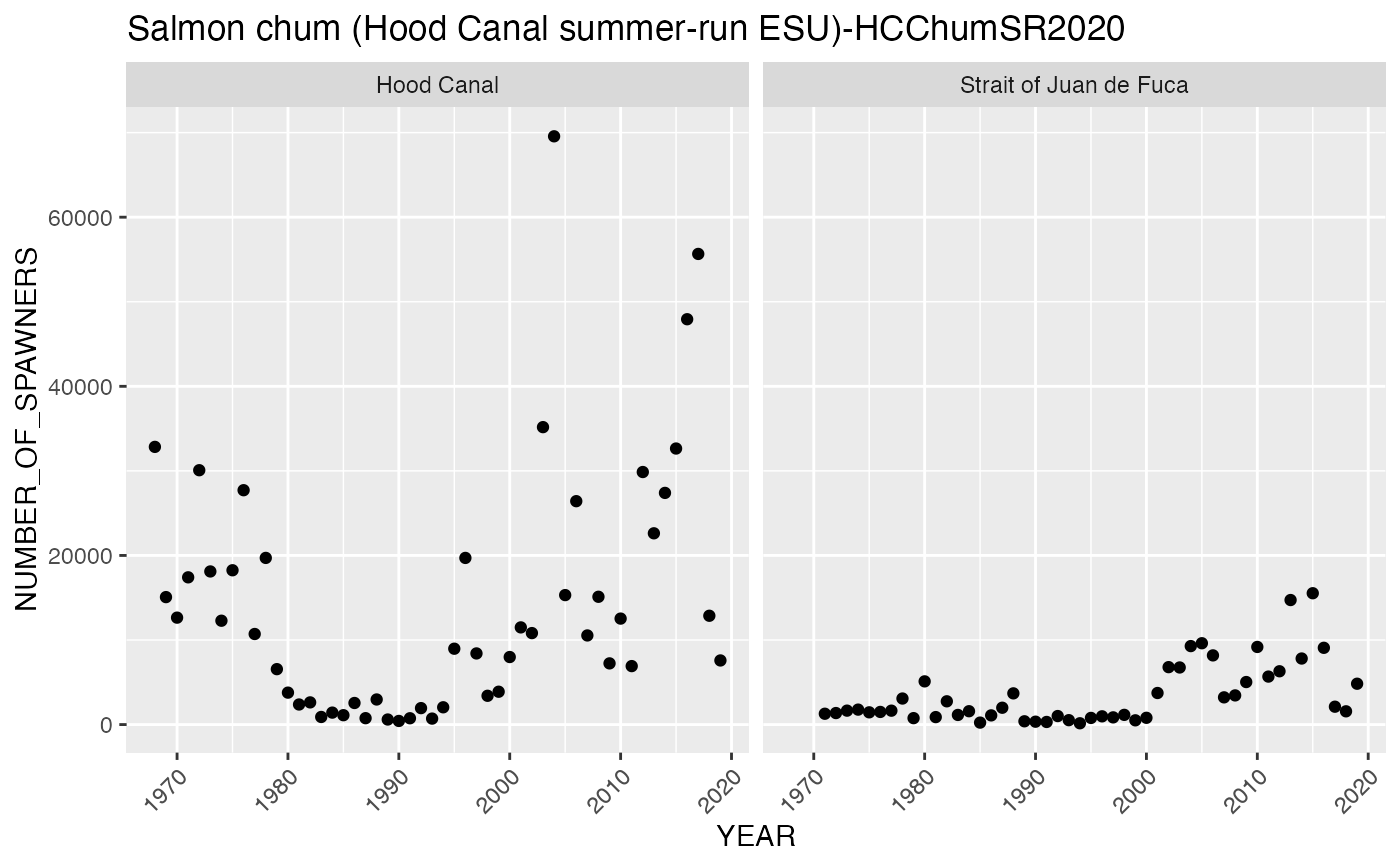 Salmon chum (Hood Canal summer-run ESU)-HCChumSR2020
Hood Canal
Strait of Juan de Fuca
NUMBER_OF_SPAWNERS
60000
40000
20000
0
1970 1980 1990 2000 2010 2020
1970 1980 1990 2000 2010 2020
YEAR